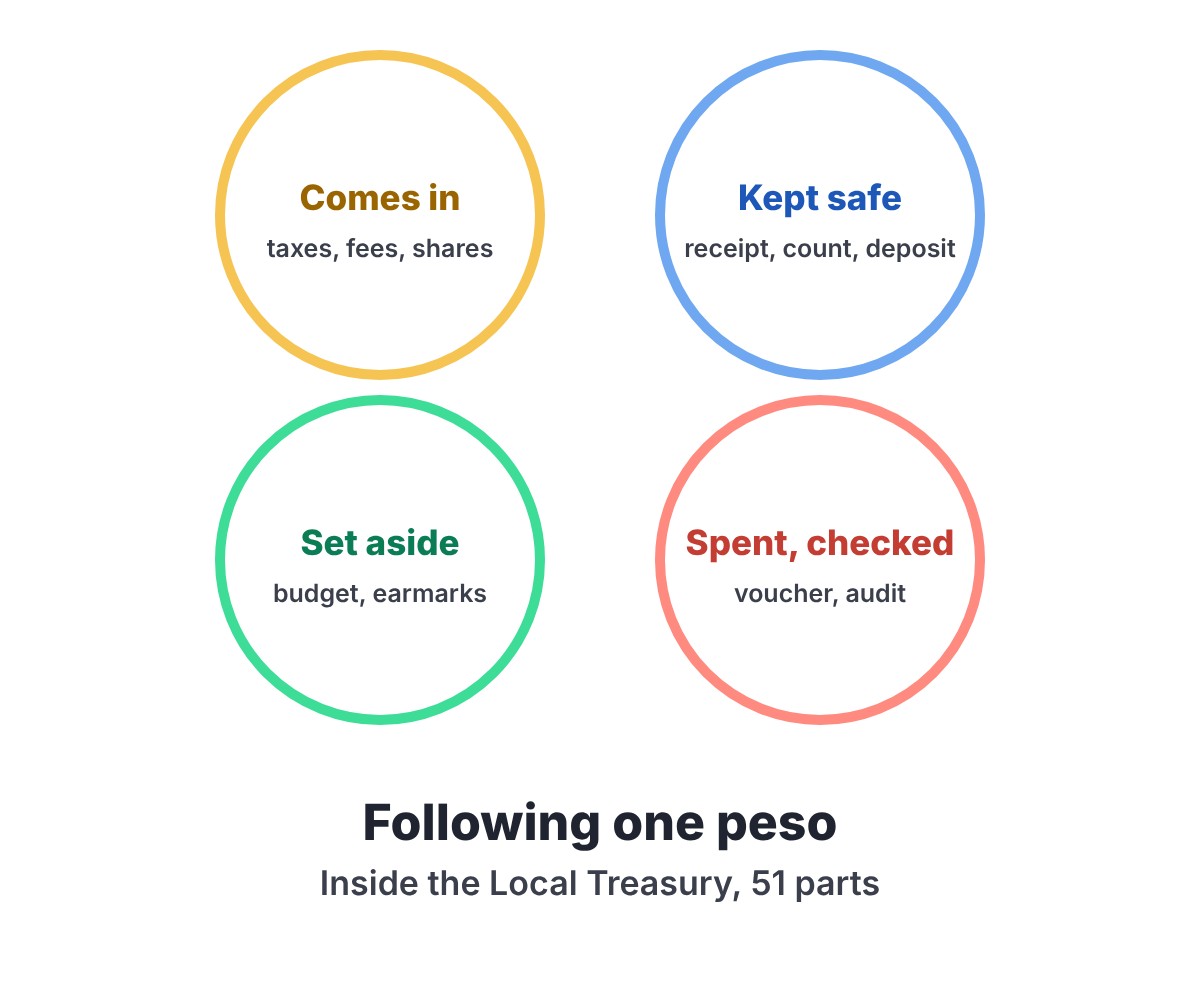 Comes in
taxes, fees, shares
Kept safe
receipt, count, deposit
Set aside
budget, earmarks
Spent, checked
voucher, audit
Following one peso
Inside the Local Treasury, 51 parts